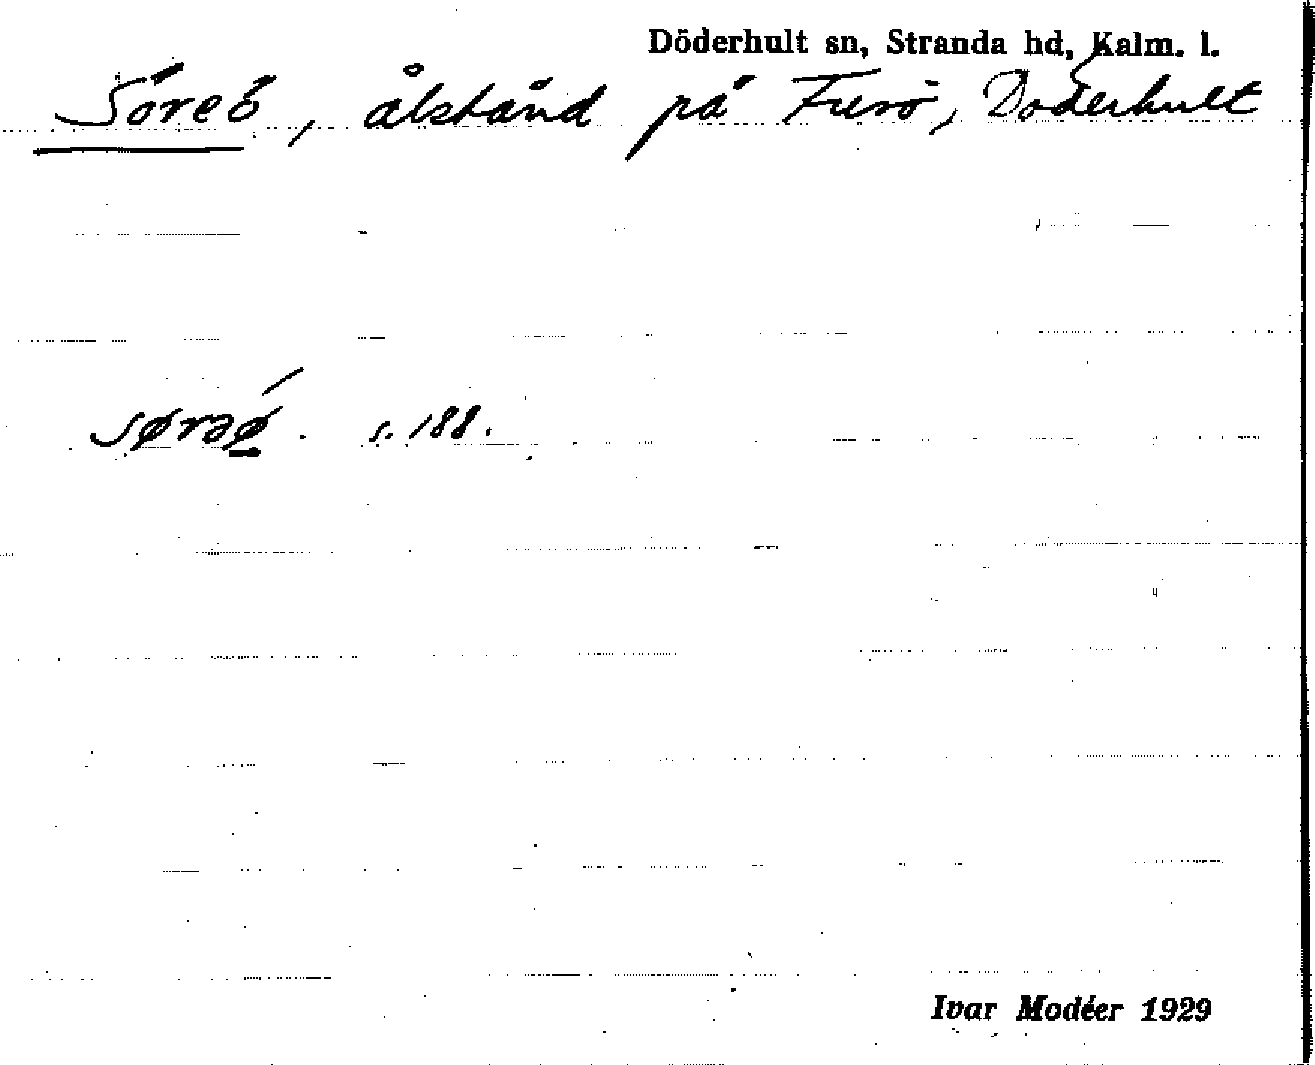 Döderhult sn, Stranda hd, Kalm. l.
Söreö, ålstånd på Furö, Döderhult
sørəø. s. 188.
Ivar Modéer 1929